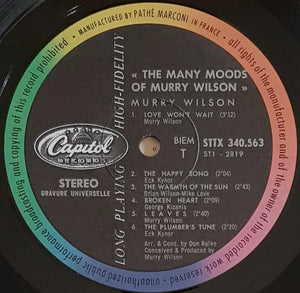 MANUFACTURED BY PATHÉ MARCONI IN FRANCE.
« THE MANY MOODS
OF MURRY WILSON »
MURRY WILSON
1. LOVE WON'T WAIT (3'12)
Murry Wilson
BIEM
T
STTX 340.563
ST1 - 2819
Capitol
RECORDS
STEREO
GRAVURE UNIVERSELLE
LONG PLAYING HIGH-FIDELITY
2. THE HAPPY SONG (2'04)
Eck Kynor
3. THE WARMTH OF THE SUN (2'45)
Brian Wilson-Mike Love
4. BROKEN HEART (2'09)
George Kizanis
5. LEAVES (2'40)
Murry Wilson
6. THE PLUMBER'S TUNE (2'22)
Eck Kynor
Arr. & Cond. by Don Ralke
Conceived & Produced by
Murry Wilson
All rights of the manufacturer and of the owner of the recorded work reserved - unauthorized public performance broadcasting and copying of this record prohibited.